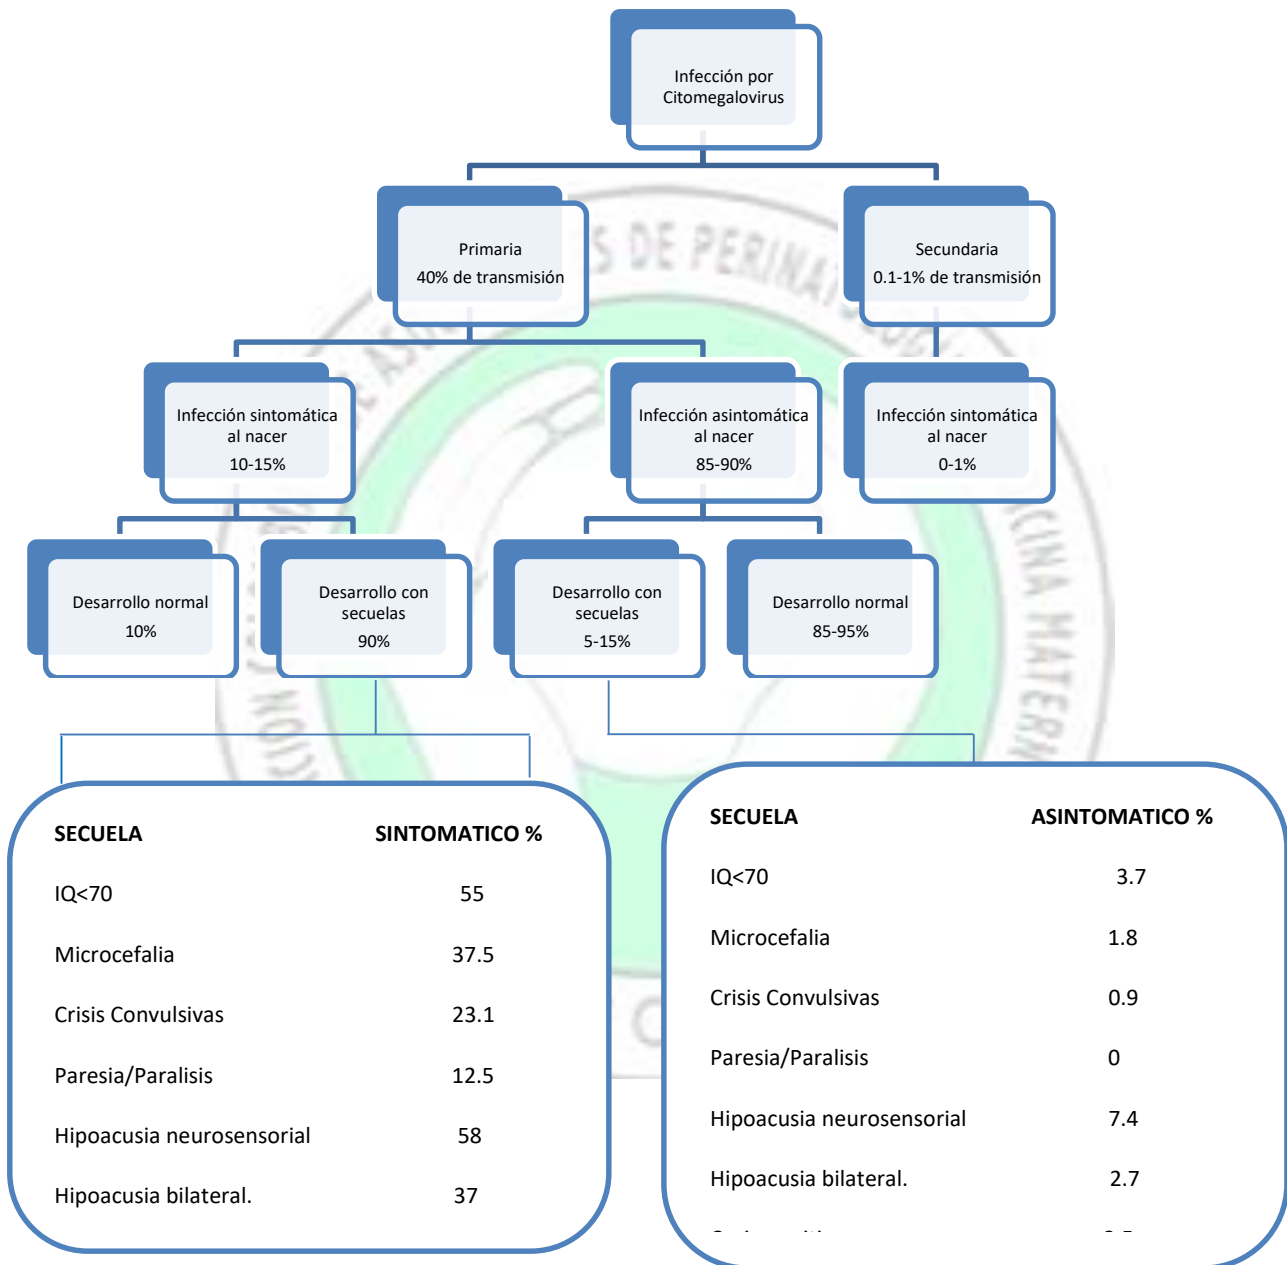 Infección por
Citomegalovirus
Primaria
40% de transmisión
Secundaria
0.1-1% de transmisión
Infección sintomática
al nacer
10-15%
Infección asintomática
al nacer
85-90%
Infección sintomática
al nacer
0-1%
Desarrollo normal
10%
Desarrollo con
secuelas
90%
Desarrollo con
secuelas
5-15%
Desarrollo normal
85-95%
SECUELA SINTOMATICO %
IQ<70 55
Microcefalia 37.5
Crisis Convulsivas 23.1
Paresia/Paralisis 12.5
Hipoacusia neurosensorial 58
Hipoacusia bilateral. 37
SECUELA ASINTOMATICO %
IQ<70 3.7
Microcefalia 1.8
Crisis Convulsivas 0.9
Paresia/Paralisis 0
Hipoacusia neurosensorial 7.4
Hipoacusia bilateral. 2.7
DE PERINATOLOGÍA
MATERN